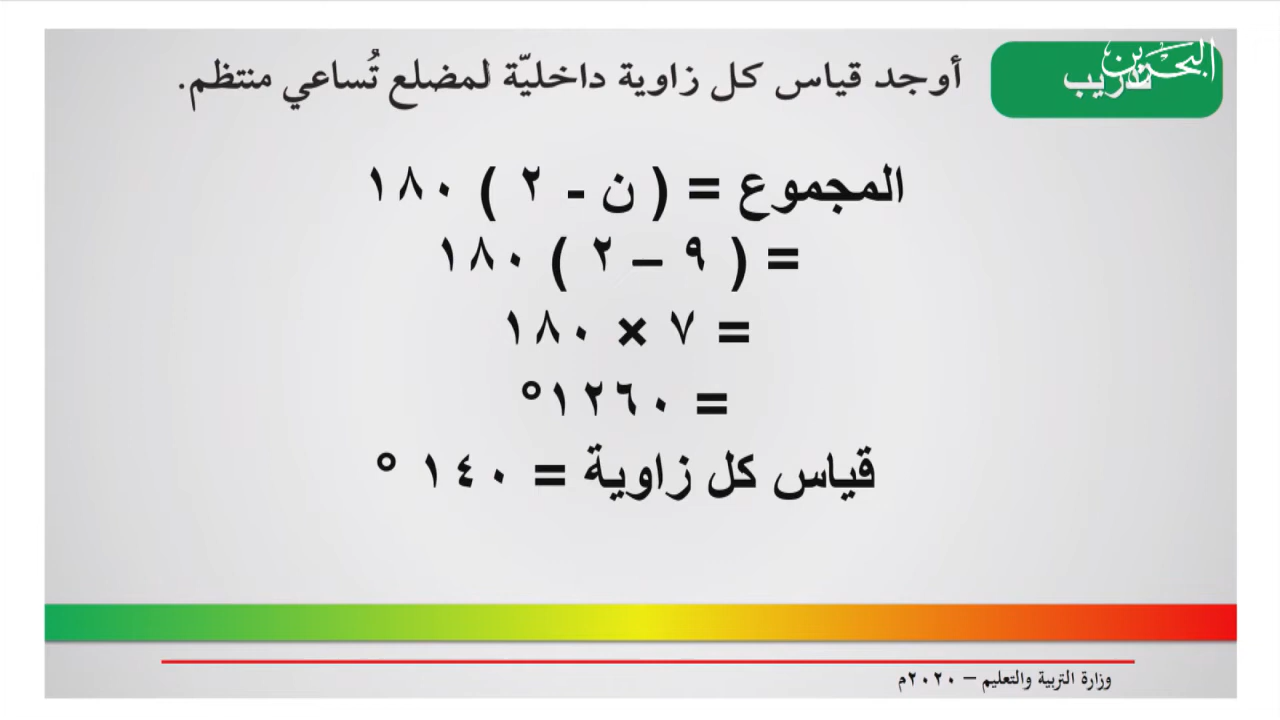 البحرين
تدريب
أوجد قياس كل زاوية داخليّة لمضلع تُساعي منتظم.
المجموع = ( ن - ٢ ) ١٨٠
= ( ٩ – ٢ ) ١٨٠
= ٧ × ١٨٠
= ١٢٦٠°
قياس كل زاوية = ١٤٠ °
وزارة التربية والتعليم – ٢٠٢٠م